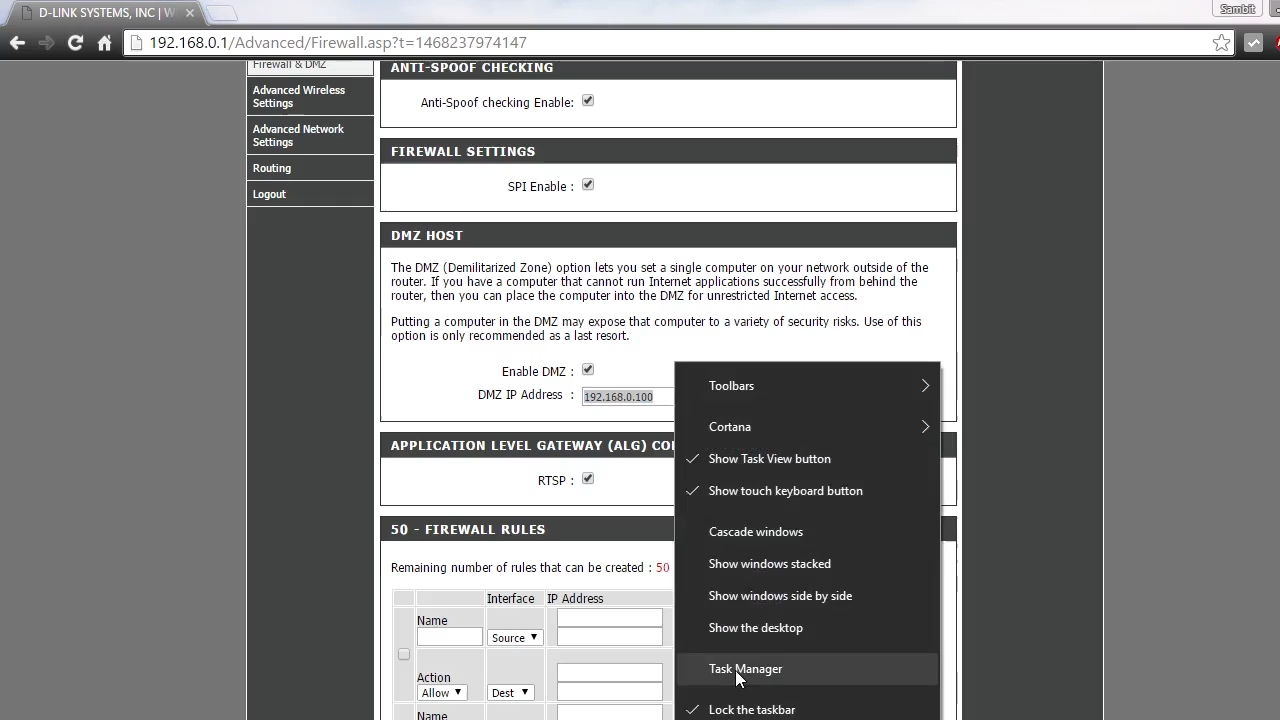 D-LINK SYSTEMS, INC | W
Sambit
192.168.0.1/Advanced/Firewall.asp?t=1468237974147
Firewall & DMZ
Advanced Wireless
Settings
Advanced Network
Settings
Routing
Logout
ANTI-SPOOF CHECKING
Anti-Spoof checking Enable:
FIREWALL SETTINGS
SPI Enable :
DMZ HOST
The DMZ (Demilitarized Zone) option lets you set a single computer on your network outside of the
router. If you have a computer that cannot run Internet applications successfully from behind the
router, then you can place the computer into the DMZ for unrestricted Internet access.
Putting a computer in the DMZ may expose that computer to a variety of security risks. Use of this
option is only recommended as a last resort.
Enable DMZ :
DMZ IP Address : 192.168.0.100
APPLICATION LEVEL GATEWAY (ALG)
RTSP :
50 - FIREWALL RULES
Remaining number of rules that can be created : 50
Interface IP Address
Name
Source
Action
Allow Dest
Name
Toolbars
Cortana
Show Task View button
Show touch keyboard button
Cascade windows
Show windows stacked
Show windows side by side
Show the desktop
Task Manager
Lock the taskbar